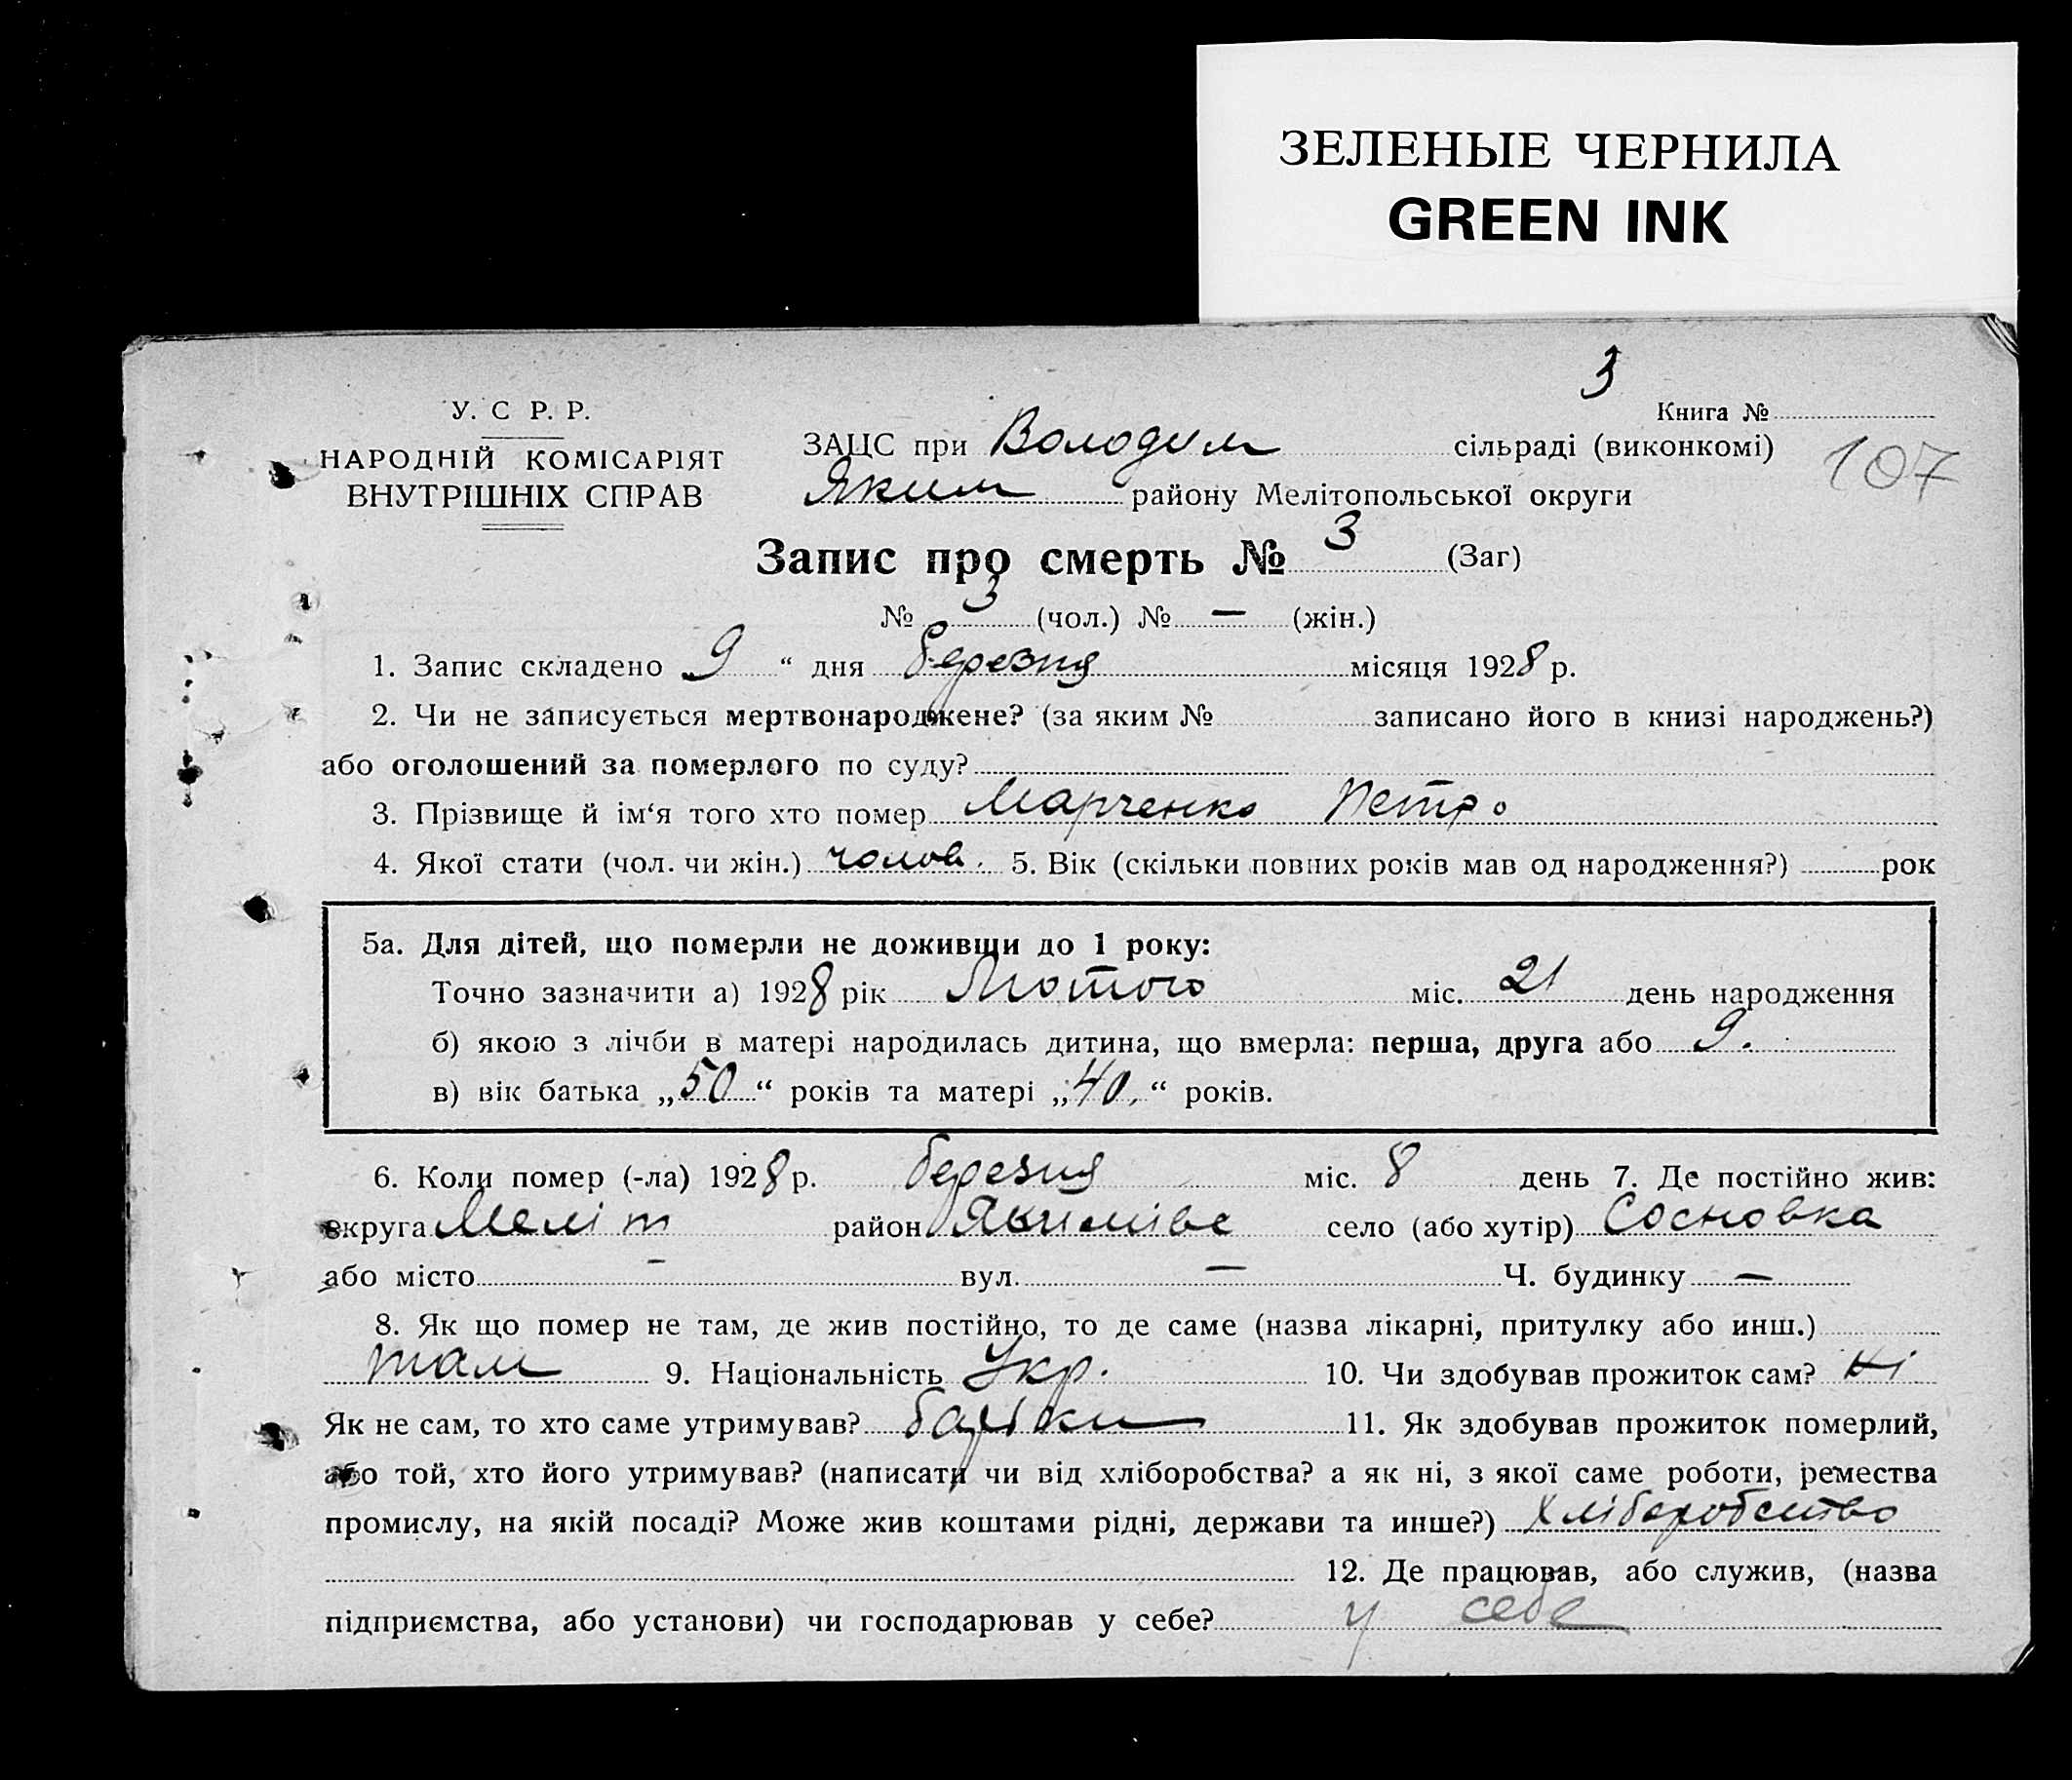 ЗЕЛЕНЫЕ ЧЕРНИЛА
GREEN INK
3
У. С Р. Р.
Книга №
НАРОДНІЙ КОМІСАРІЯТ
ВНУТРІШНІХ СПРАВ
ЗАЦС при Володим сільраді (виконкомі)
107
Яким району Мелітопольської округи
Запис про смерть № 3 (Заг)
№ 3 (чол.) № — (жін.)
1. Запис складено 9 “ дня березня місяця 1928 р.
2. Чи не записується мертвонароджене? (за яким № записано його в книзі народжень?)
або оголошений за померлого по суду?
3. Прізвище й ім‘я того хто помер Марченко Петро
4. Якої стати (чол. чи жін.) чолов. 5. Вік (скільки повних років мав од народження?) рок
5а. Для дітей, що померли не доживши до 1 року:
Точно зазначити а) 1928 рік Лютого міс. 21 день народження
б) якою з лічби в матері народилась дитина, що вмерла: перша, друга або 9.
в) вік батька „50“ років та матері „40.“ років.
6. Коли помер (-ла) 1928 р. березня міс. 8 день 7. Де постійно жив:
округа Меліт район Якимівс село (або хутір) Сосновка
або місто – вул. — Ч. будинку —
8. Як що помер не там, де жив постійно, то де саме (назва лікарні, притулку або инш.)
там 9. Національність Укр. 10. Чи здобував прожиток сам? ні
Як не сам, то хто саме утримував? батьки 11. Як здобував прожиток померлий,
або той, хто його утримував? (написати чи від хліборобства? а як ні, з якої саме роботи, ремества
промислу, на якій посаді? Може жив коштами рідні, держави та инше?) Хліборобство
12. Де працював, або служив, (назва
підприємства, або установи) чи господарював у себе? у себе